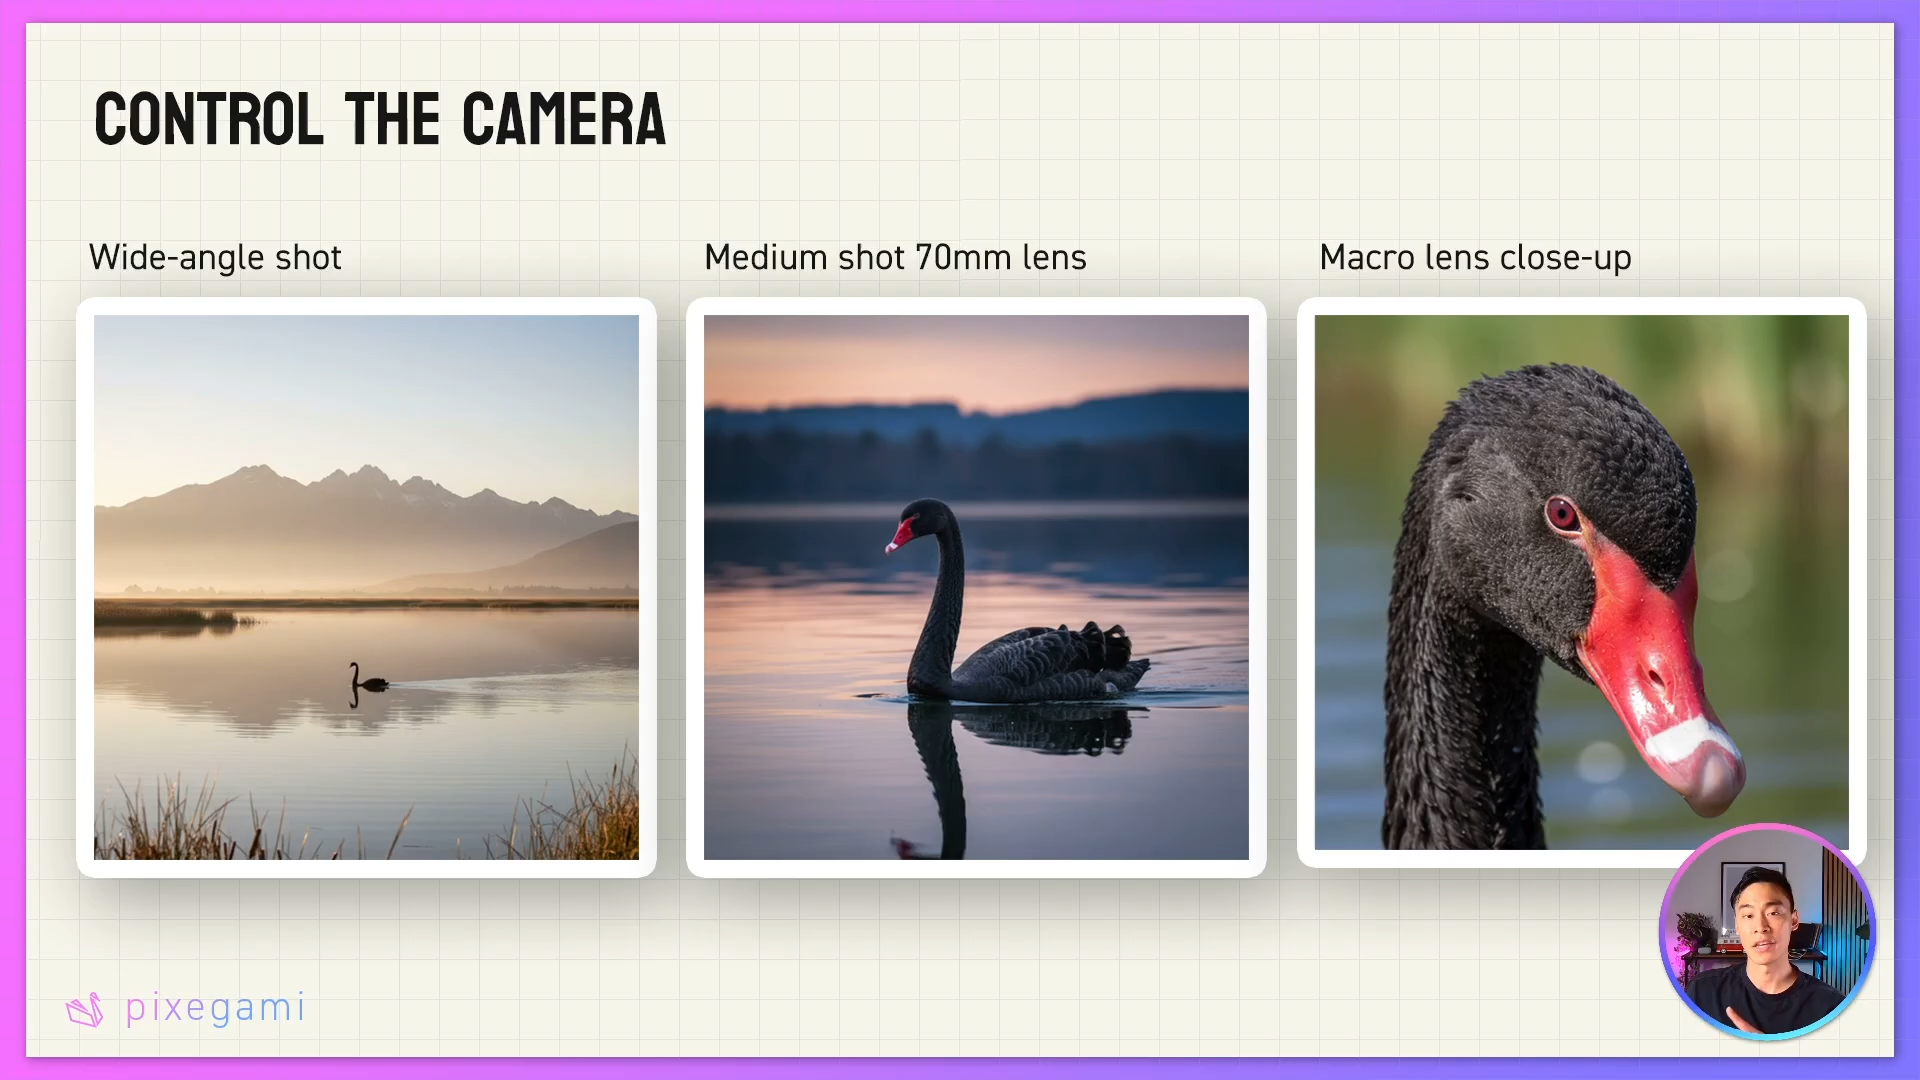 CONTROL THE CAMERA
Wide-angle shot
Medium shot 70mm lens
Macro lens close-up
pixegami